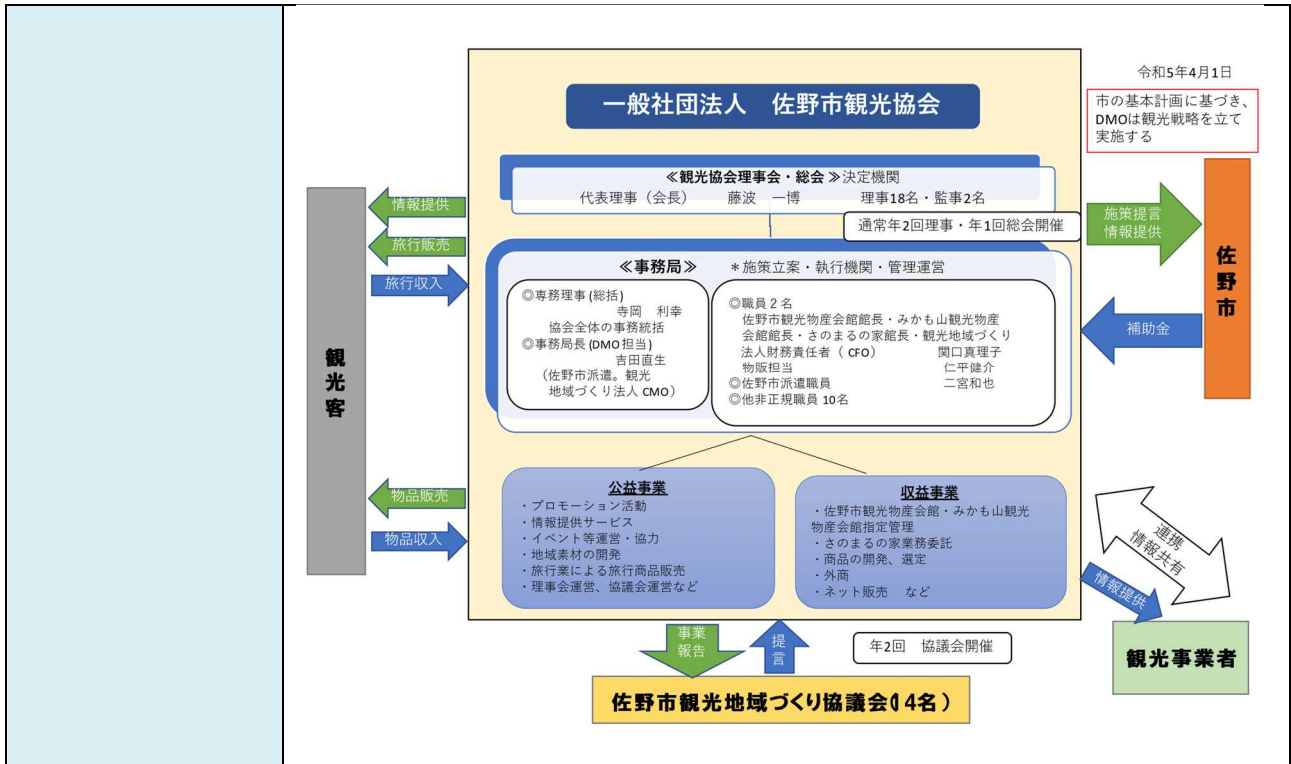 令和5年4月1日
市の基本計画に基づき、
DMOは観光戦略を立て
実施する
一般社団法人 佐野市観光協会
≪観光協会理事会・総会≫決定機関
代表理事（会長） 藤波 一博 理事18名・監事2名
通常年2回理事・年1回総会開催
≪事務局≫ ＊施策立案・執行機関・管理運営
◎専務理事(総括)
寺岡 利幸
協会全体の事務統括
◎事務局長(DMO担当)
吉田直生
（佐野市派遣。観光
地域づくり法人CMO）
◎職員２名
佐野市観光物産会館館長・みかも山観光物産
会館館長・さのまるの家館長・観光地域づくり
法人財務責任者（CFO） 関口真理子
物販担当 仁平健介
◎佐野市派遣職員 二宮和也
◎他非正規職員10名
公益事業
・プロモーション活動
・情報提供サービス
・イベント等運営・協力
・地域素材の開発
・旅行業による旅行商品販売
・理事会運営、協議会運営など
収益事業
・佐野市観光物産会館・みかも山観光
物産会館指定管理
・さのまるの家業務委託
・商品の開発、選定
・外商
・ネット販売 など
観光客
情報提供
旅行販売
旅行収入
物品販売
物品収入
施策提言
情報提供
補助金
佐野市
連携
情報共有
情報提供
観光事業者
事業
報告
提言
年2回 協議会開催
佐野市観光地域づくり協議会(14名）